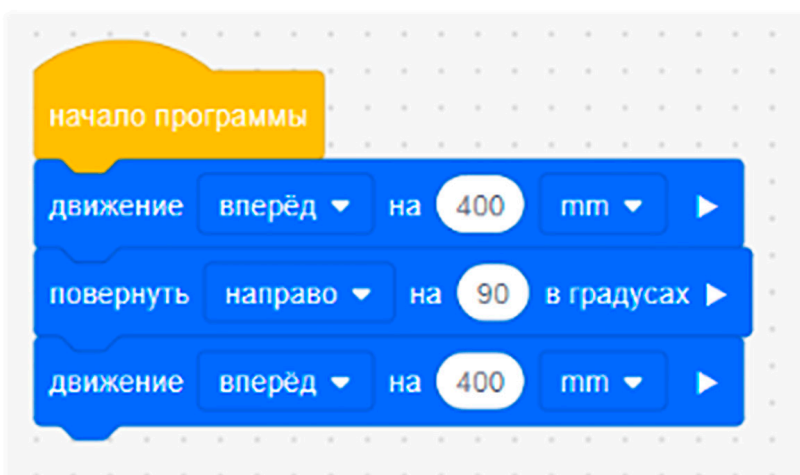 начало программы
движение вперёд на 400 mm
повернуть направо на 90 в градусах
движение вперёд на 400 mm